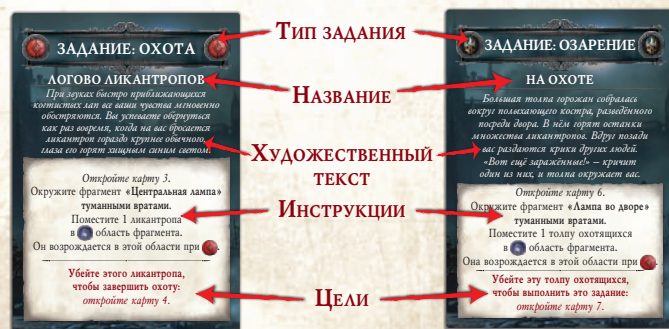 ЗАДАНИЕ: ОХОТА
ЛОГОВО ЛИКАНТРОПОВ
При звуках быстро приближающихся
когтистых лап все ваши чувства мгновенно
обостряются. Вы успеваете обернуться
как раз вовремя, когда на вас бросается
ликантроп гораздо крупнее обычного,
глаза его горят хищным синим светом.
Откройте карту 3.
Окружите фрагмент «Центральная лампа»
туманными вратами.
Поместите 1 ликантропа
в область фрагмента.
Он возрождается в этой области при .
Убейте этого ликантропа,
чтобы завершить охоту:
откройте карту 4.
Тип задания
Название
Художественный
текст
Инструкции
Цели
ЗАДАНИЕ: ОЗАРЕНИЕ
НА ОХОТЕ
Большая толпа горожан собралась
вокруг полыхающего костра, разведённого
посреди двора. В нём горят останки
множества ликантропов. Вдруг позади
вас раздаются крики других людей.
«Вот ещё заражённые!» – кричит
один из них, и толпа окружает вас.
Откройте карту 6.
Окружите фрагмент «Лампа во дворе»
туманными вратами.
Поместите 1 толпу охотящихся
в область фрагмента.
Она возрождается в этой области при .
Убейте эту толпу охотящихся,
чтобы выполнить это задание:
откройте карту 7.